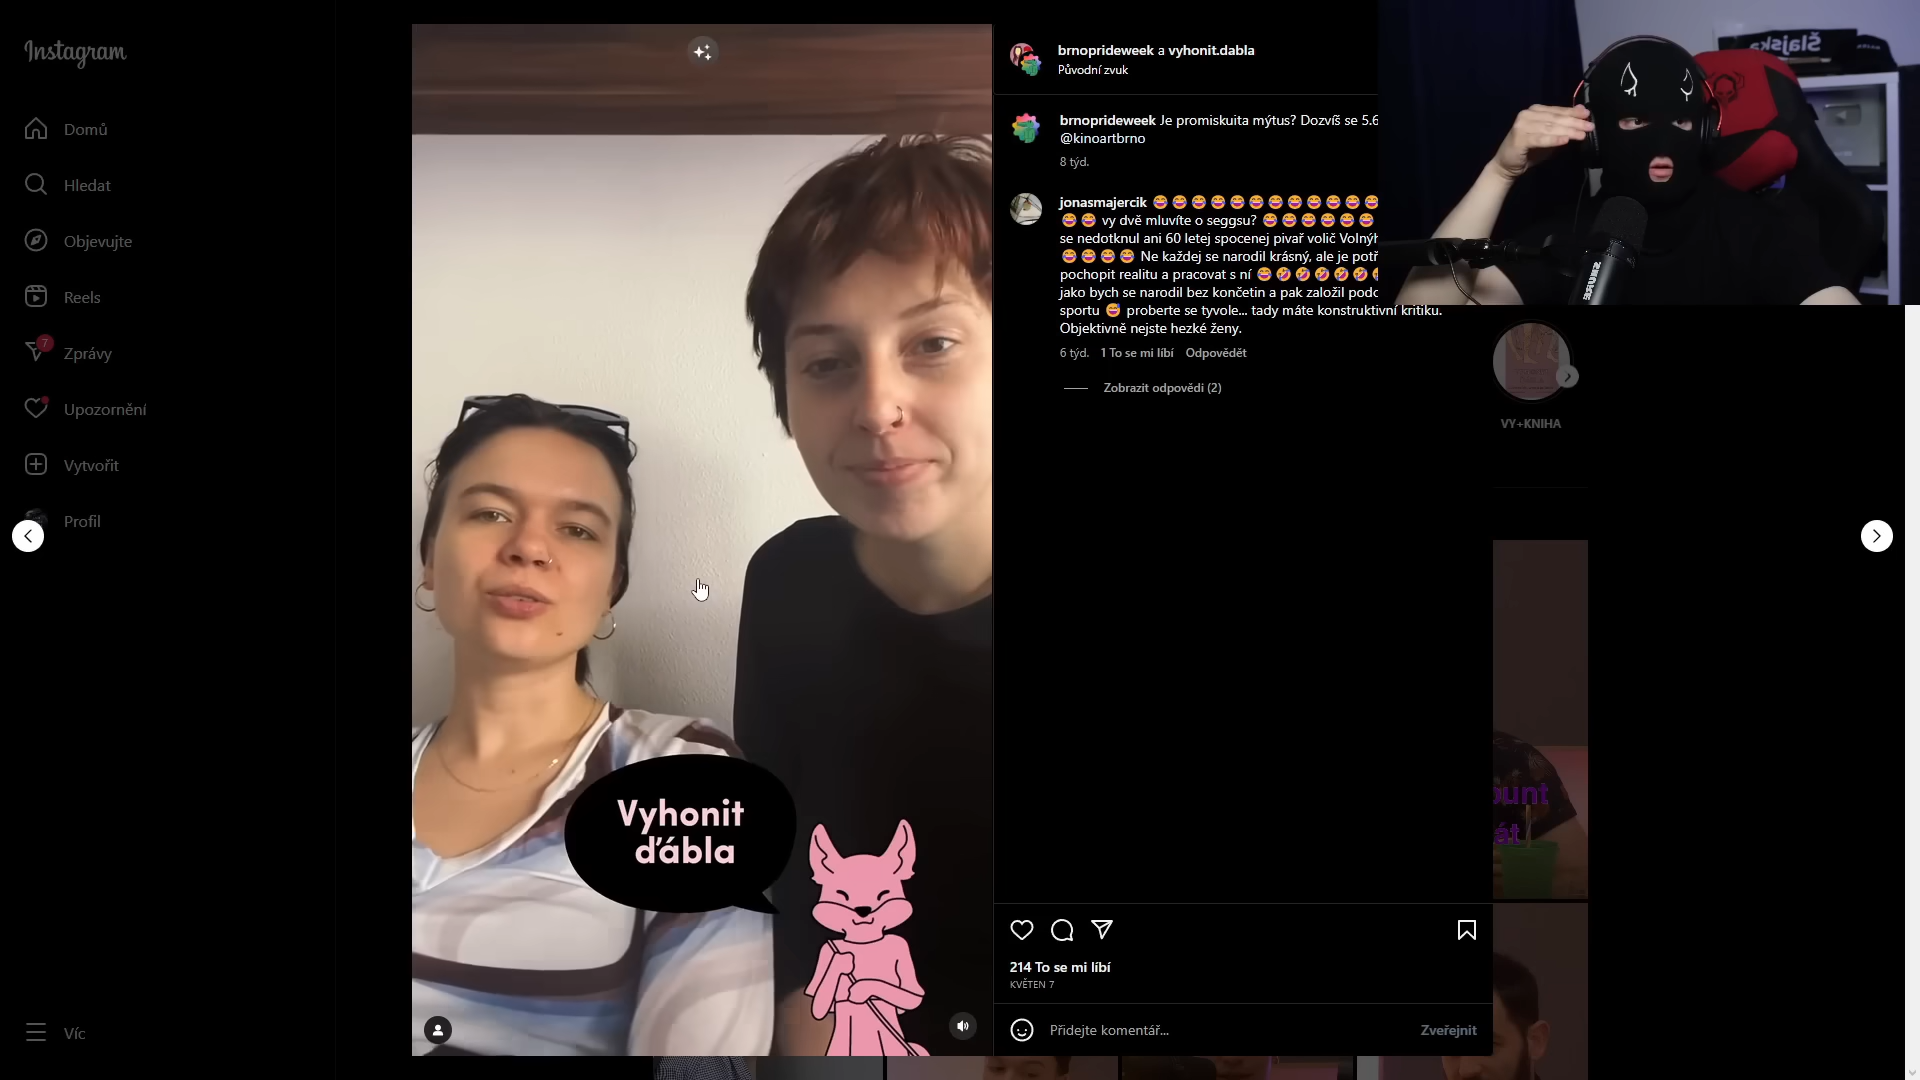 Instagram
Domů
Hledat
Objevujte
Reels
7
Zprávy
Upozornění
Vytvořit
Profil
Víc
Vyhonit
ďábla
brnoprideweek a vyhonit.dabla
Původní zvuk
brnoprideweek Je promiskuita mýtus? Dozvíš se 5.6
@kinoartbrno
8 týd.
jonasmajercik 😂😂😂😂😂😂😂😂😂😂😂😂
😂😂 vy dvě mluvíte o seggsu? 😂😂😂😂😂😂
se nedotknul ani 60 letej spocenej pivař volič
😂😂😂😂 Ne každej se narodil krásný, ale je
pochopit realitu a pracovat s ní 😂🤣🤣🤣🤣🤣
jako bych se narodil bez končetin a pak založil
sportu 😅 proberte se tyvole... tady máte konstruktivní kritiku.
Objektivně nejste hezké ženy.
6 týd. 1 To se mi líbí Odpovědět
Zobrazit odpovědi (2)
Šlajska
SHURE
VY+KNIHA
214 To se mi líbí
KVĚTEN 7
Přidejte komentář...
Zveřejnit